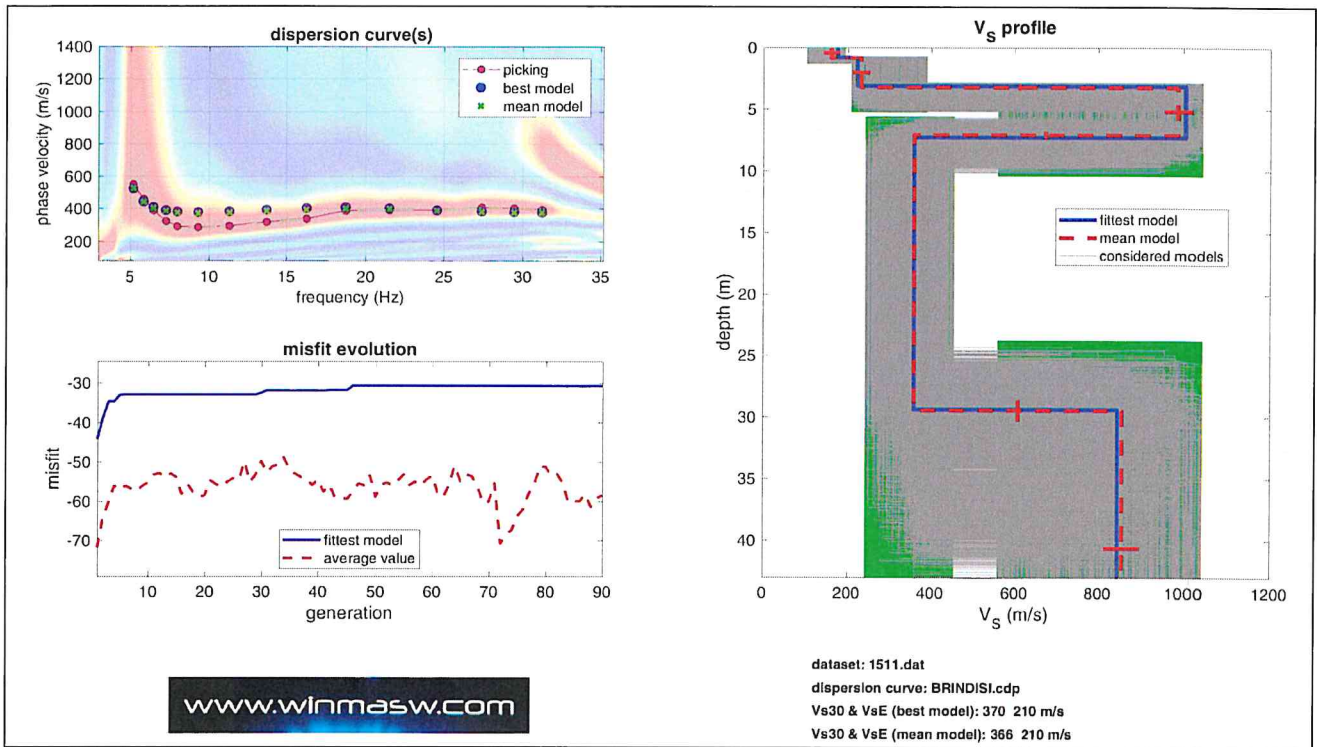 dispersion curve(s)
1400
1200
1000
800
600
400
200
phase velocity (m/s)
picking
best model
mean model
5 10 15 20 25 30 35
frequency (Hz)
misfit evolution
-30
-40
-50
-60
-70
misfit
fittest model
average value
10 20 30 40 50 60 70 80 90
generation
www.winmasw.com
VS profile
0
5
10
15
20
25
30
35
40
depth (m)
fittest model
mean model
considered models
0 200 400 600 800 1000 1200
VS (m/s)
dataset: 1511.dat
dispersion curve: BRINDISI.cdp
Vs30 & VsE (best model): 370 210 m/s
Vs30 & VsE (mean model): 366 210 m/s